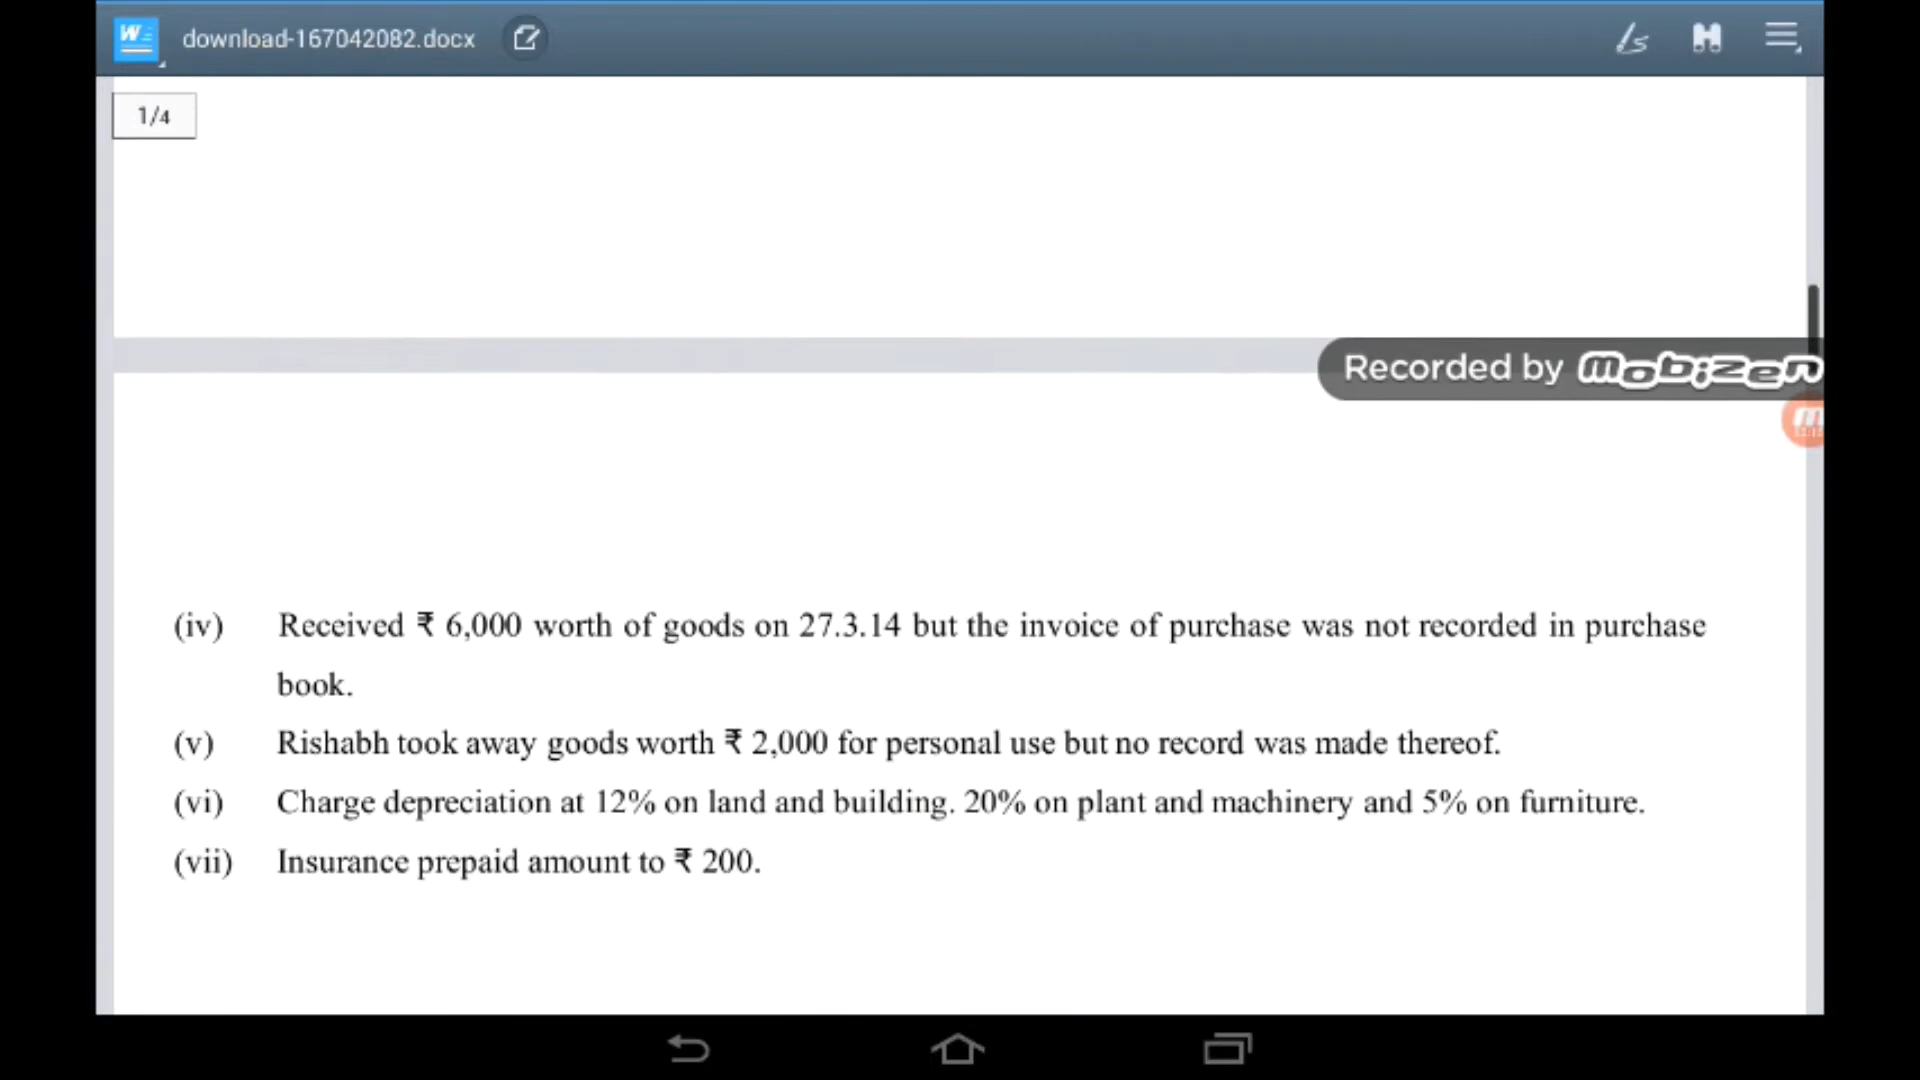 download-167042082.docx
1/4
Recorded by mobizen
(iv) Received ₹ 6,000 worth of goods on 27.3.14 but the invoice of purchase was not recorded in purchase
book.
(v) Rishabh took away goods worth ₹ 2,000 for personal use but no record was made thereof.
(vi) Charge depreciation at 12% on land and building. 20% on plant and machinery and 5% on furniture.
(vii) Insurance prepaid amount to ₹ 200.